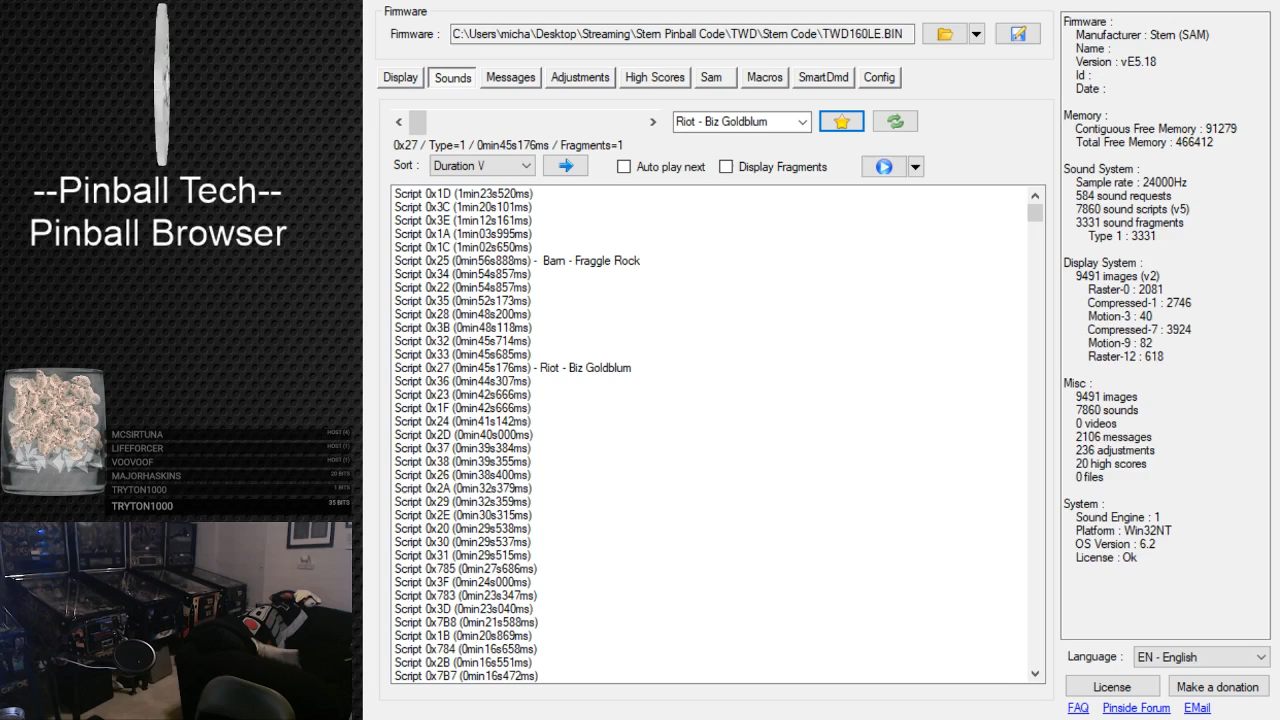 --Pinball Tech--
Pinball Browser
MCSIRTUNA HOST (4)
LIFEFORCER HOST (1)
VOOVOOF HOST (1)
MAJORHASKINS 20 BITS
TRYTON1000 1 BITS
TRYTON1000 35 BITS
Firmware
Firmware : C:\Users\micha\Desktop\Streaming\Stern Pinball Code\TWD\Stern Code\TWD160LE.BIN
Display Sounds Messages Adjustments High Scores Sam Macros SmartDmd Config
Riot - Biz Goldblum
0x27 / Type=1 / 0min45s176ms / Fragments=1
Sort : Duration V Auto play next Display Fragments
Script 0x1D (1min23s520ms)
Script 0x3C (1min20s101ms)
Script 0x3E (1min12s161ms)
Script 0x1A (1min03s995ms)
Script 0x1C (1min02s650ms)
Script 0x25 (0min56s888ms) - Barn - Fraggle Rock
Script 0x34 (0min54s857ms)
Script 0x22 (0min54s857ms)
Script 0x35 (0min52s173ms)
Script 0x28 (0min48s200ms)
Script 0x3B (0min48s118ms)
Script 0x32 (0min45s714ms)
Script 0x33 (0min45s685ms)
Script 0x27 (0min45s176ms) - Riot - Biz Goldblum
Script 0x36 (0min44s307ms)
Script 0x23 (0min42s666ms)
Script 0x1F (0min42s666ms)
Script 0x24 (0min41s142ms)
Script 0x2D (0min40s000ms)
Script 0x37 (0min39s384ms)
Script 0x38 (0min39s355ms)
Script 0x26 (0min38s400ms)
Script 0x2A (0min32s379ms)
Script 0x29 (0min32s359ms)
Script 0x2E (0min30s315ms)
Script 0x20 (0min29s538ms)
Script 0x30 (0min29s537ms)
Script 0x31 (0min29s515ms)
Script 0x785 (0min27s686ms)
Script 0x3F (0min24s000ms)
Script 0x783 (0min23s347ms)
Script 0x3D (0min23s040ms)
Script 0x7B8 (0min21s588ms)
Script 0x1B (0min20s869ms)
Script 0x784 (0min16s658ms)
Script 0x2B (0min16s551ms)
Script 0x7B7 (0min16s472ms)
Firmware :
Manufacturer : Stern (SAM)
Name :
Version : vE5.18
Id :
Date :
Memory :
Contiguous Free Memory : 91279
Total Free Memory : 466412
Sound System :
Sample rate : 24000Hz
584 sound requests
7860 sound scripts (v5)
3331 sound fragments
Type 1 : 3331
Display System :
9491 images (v2)
Raster-0 : 2081
Compressed-1 : 2746
Motion-3 : 40
Compressed-7 : 3924
Motion-9 : 82
Raster-12 : 618
Misc :
9491 images
7860 sounds
0 videos
2106 messages
236 adjustments
20 high scores
0 files
System :
Sound Engine : 1
Platform : Win32NT
OS Version : 6.2
License : Ok
Language : EN - English
License Make a donation
FAQ Pinside Forum EMail